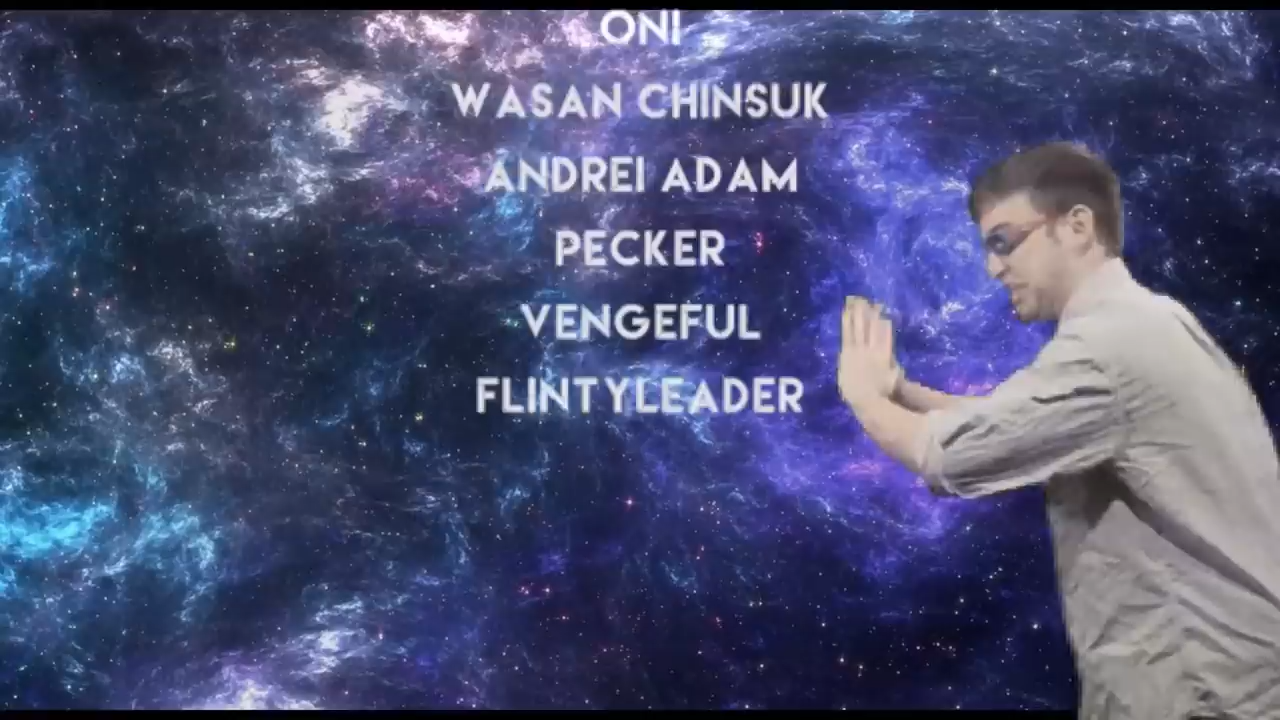 ONI
WASAN CHINSUK
ANDREI ADAM
PECKER
VENGEFUL
FLINTYLEADER